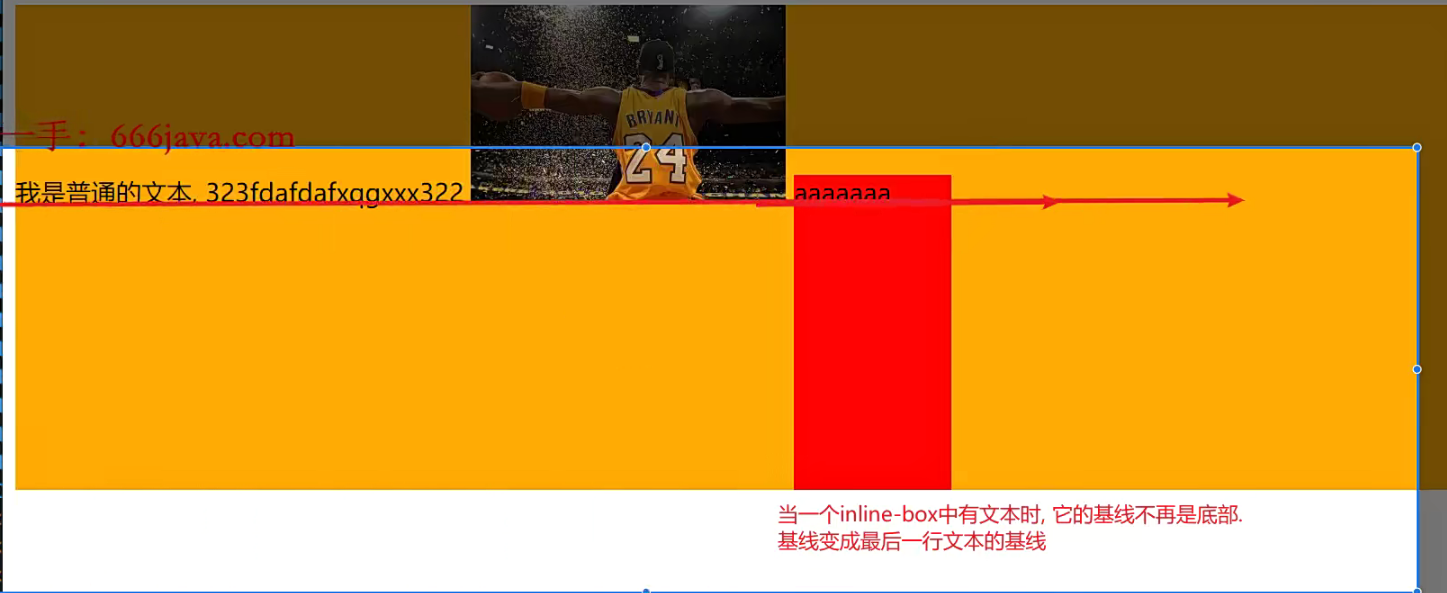 BRYANT
24
一手：666java.com
我是普通的文本, 323fdafdafxqgxxx322
aaaaaaa
当一个inline-box中有文本时, 它的基线不再是底部.
基线变成最后一行文本的基线